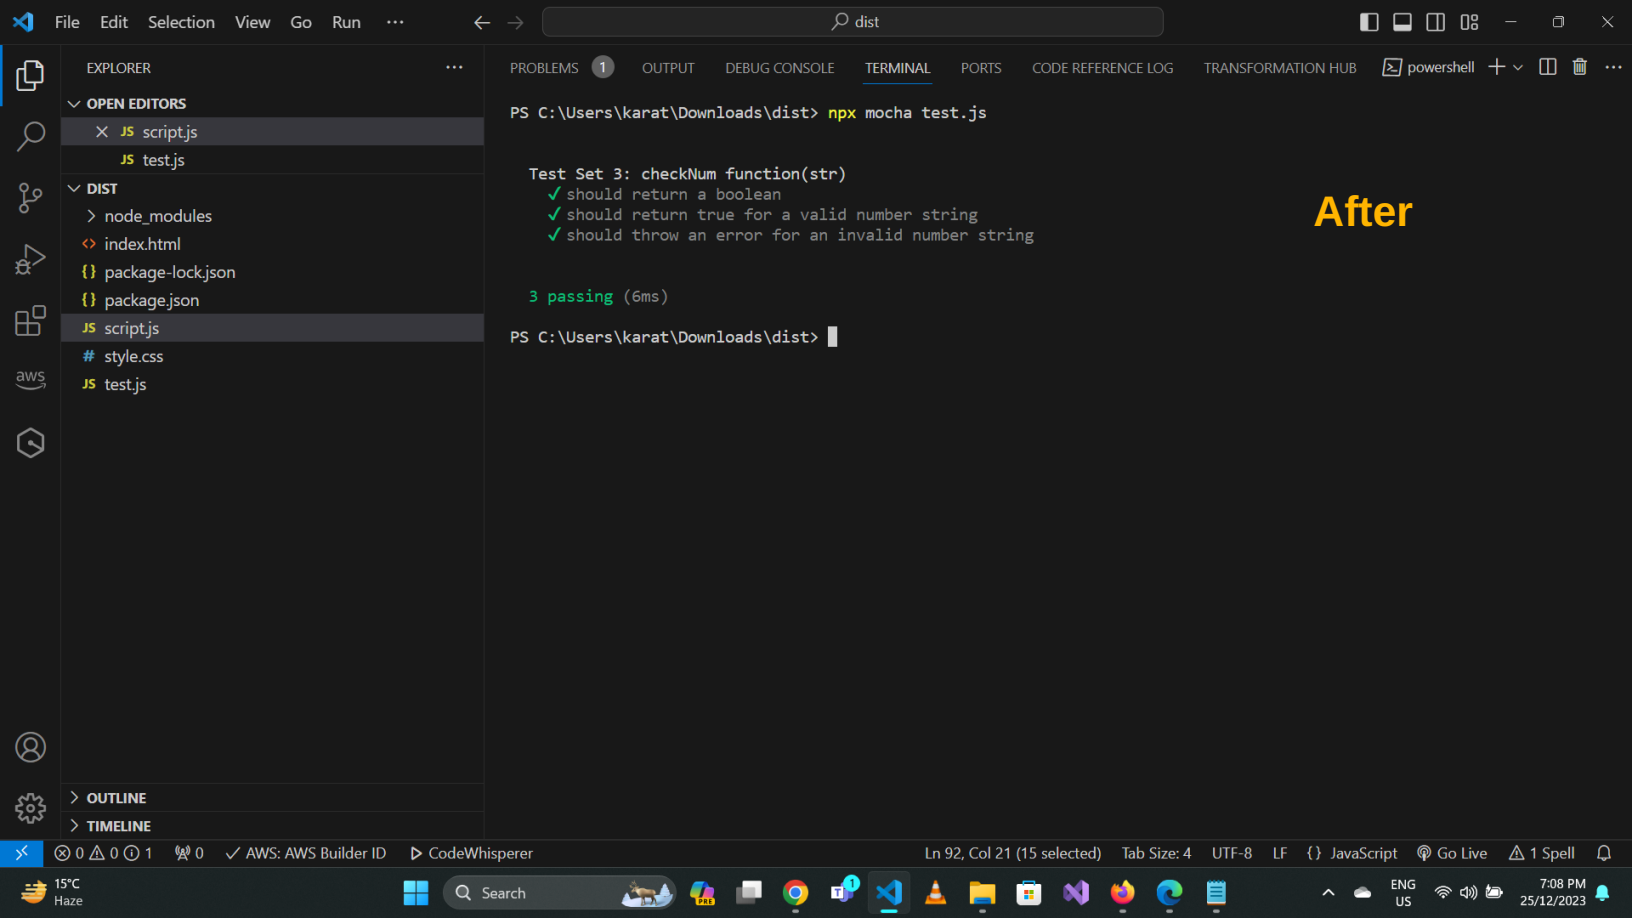 File Edit Selection View Go Run ···
dist
EXPLORER ···
OPEN EDITORS
JS script.js
JS test.js
DIST
node_modules
<> index.html
{} package-lock.json
{} package.json
JS script.js
# style.css
JS test.js
aws
OUTLINE
TIMELINE
PROBLEMS 1 OUTPUT DEBUG CONSOLE TERMINAL PORTS CODE REFERENCE LOG TRANSFORMATION HUB powershell
PS C:\Users\karat\Downloads\dist> npx mocha test.js
Test Set 3: checkNum function(str)
✓ should return a boolean
✓ should return true for a valid number string
✓ should throw an error for an invalid number string
3 passing (6ms)
PS C:\Users\karat\Downloads\dist>
After
0 0 1 0 AWS: AWS Builder ID CodeWhisperer Ln 92, Col 21 (15 selected) Tab Size: 4 UTF-8 LF {} JavaScript Go Live 1 Spell
15°C
Haze
Search
PRE
1
ENG
US
7:08 PM
25/12/2023